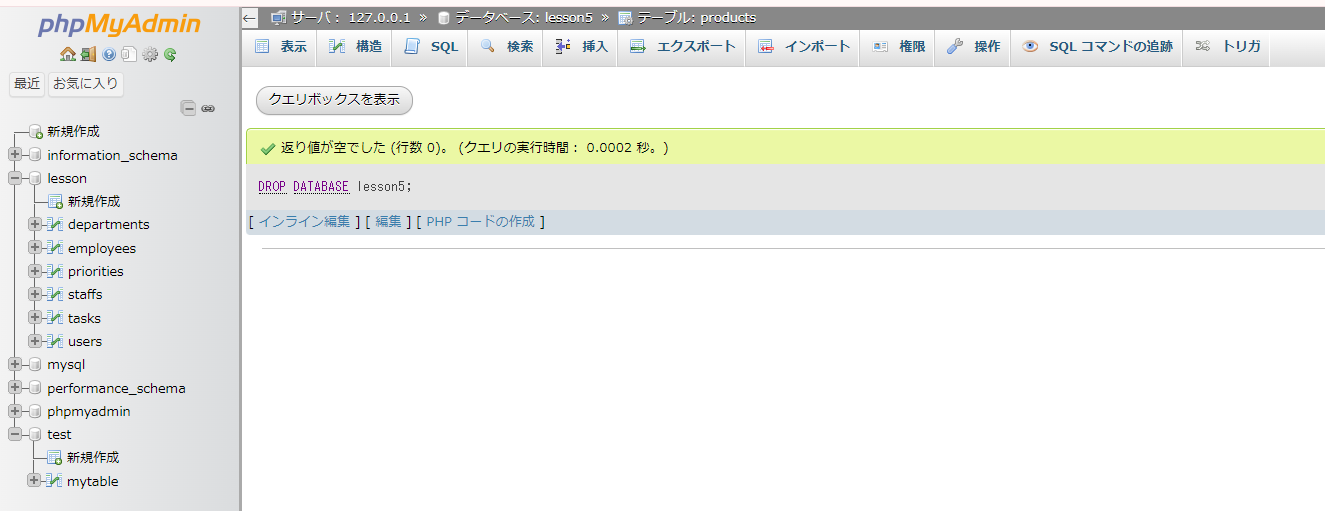 phpMyAdmin
最近 お気に入り
新規作成
information_schema
lesson
新規作成
departments
employees
priorities
staffs
tasks
users
mysql
performance_schema
phpmyadmin
test
新規作成
mytable
← サーバ: 127.0.0.1 » データベース: lesson5 » テーブル: products
表示 構造 SQL 検索 挿入 エクスポート インポート 権限 操作 SQL コマンドの追跡 トリガ
クエリボックスを表示
返り値が空でした (行数 0)。 (クエリの実行時間: 0.0002 秒。)
DROP DATABASE lesson5;
[ インライン編集 ] [ 編集 ] [ PHP コードの作成 ]